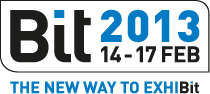 Bit 2013
14-17 FEB
THE NEW WAY TO EXHIBit